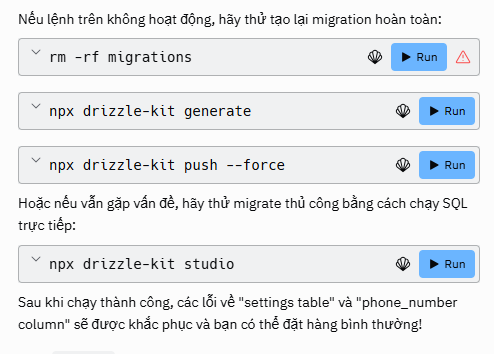 Nếu lệnh trên không hoạt động, hãy thử tạo lại migration hoàn toàn:
rm -rf migrations Run
npx drizzle-kit generate Run
npx drizzle-kit push --force Run
Hoặc nếu vẫn gặp vấn đề, hãy thử migrate thủ công bằng cách chạy SQL
trực tiếp:
npx drizzle-kit studio Run
Sau khi chạy thành công, các lỗi về "settings table" và "phone_number
column" sẽ được khắc phục và bạn có thể đặt hàng bình thường!